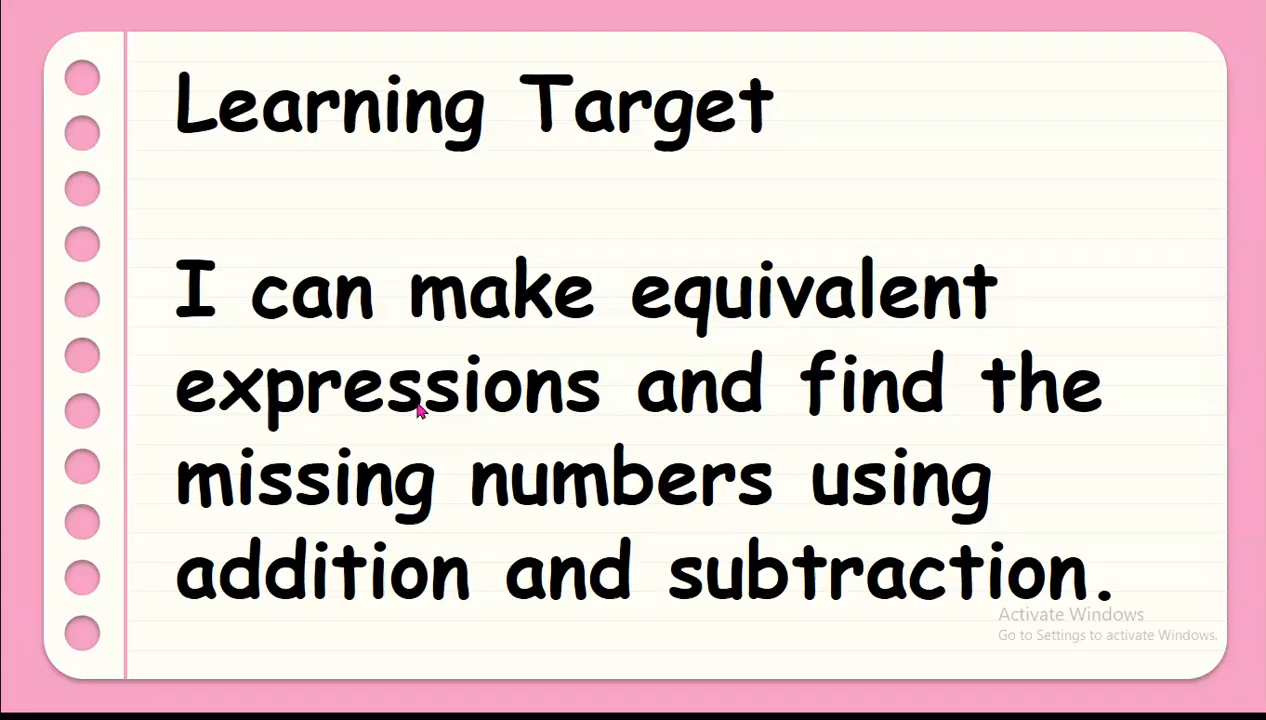 Learning Target
I can make equivalent
expressions and find the
missing numbers using
addition and subtraction.
Activate Windows
Go to Settings to activate Windows.